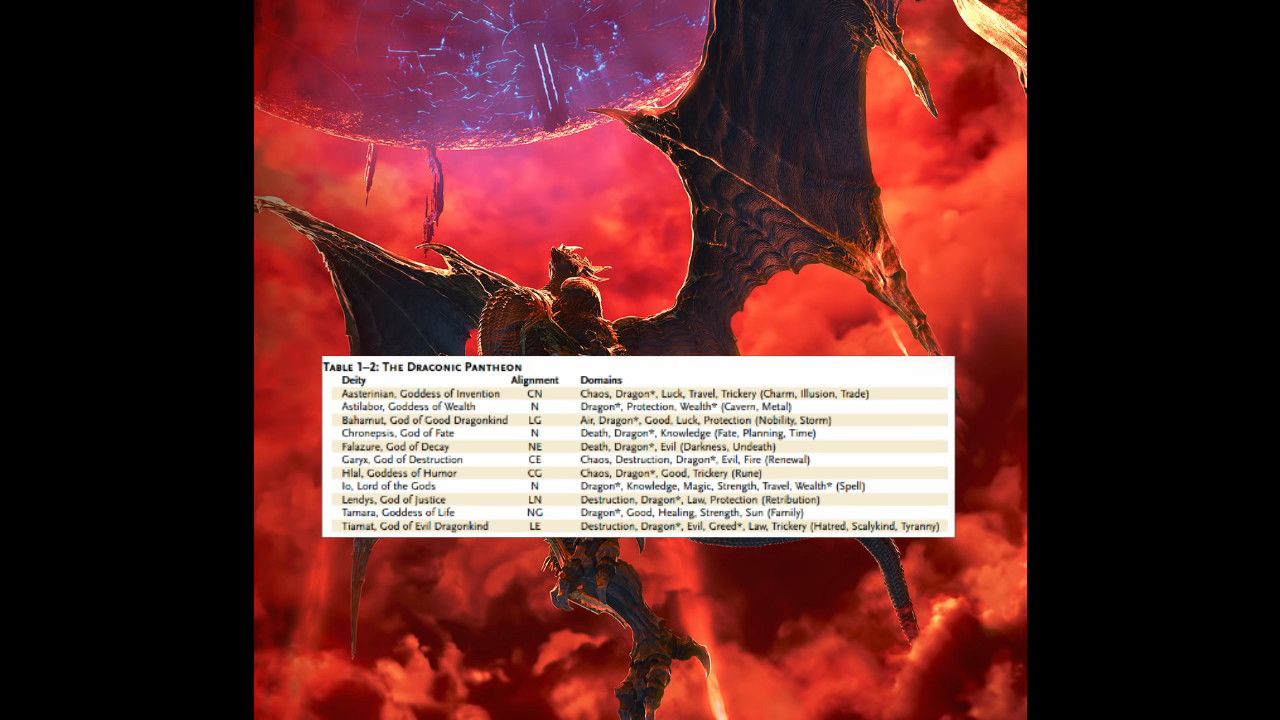 Table 1–2: The Draconic Pantheon
Deity Alignment Domains
Aasterinian, Goddess of Invention CN Chaos, Dragon*, Luck, Travel, Trickery (Charm, Illusion, Trade)
Astilabor, Goddess of Wealth N Dragon*, Protection, Wealth* (Cavern, Metal)
Bahamut, God of Good Dragonkind LG Air, Dragon*, Good, Luck, Protection (Nobility, Storm)
Chronepsis, God of Fate N Death, Dragon*, Knowledge (Fate, Planning, Time)
Falazure, God of Decay NE Death, Dragon*, Evil (Darkness, Undeath)
Garyx, God of Destruction CE Chaos, Destruction, Dragon*, Evil, Fire (Renewal)
Hlal, Goddess of Humor CG Chaos, Dragon*, Good, Trickery (Rune)
Io, Lord of the Gods N Dragon*, Knowledge, Magic, Strength, Travel, Wealth* (Spell)
Lendys, God of Justice LN Destruction, Dragon*, Law, Protection (Retribution)
Tamara, Goddess of Life NG Dragon*, Good, Healing, Strength, Sun (Family)
Tiamat, God of Evil Dragonkind LE Destruction, Dragon*, Evil, Greed*, Law, Trickery (Hatred, Scalykind, Tyranny)